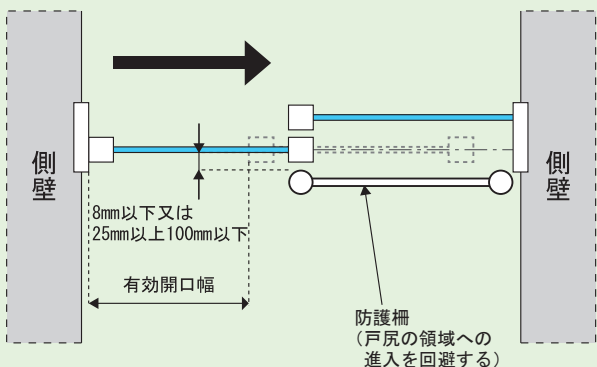 側壁
側壁
8mm以下又は
25mm以上100mm以下
有効開口幅
防護柵
(戸尻の領域への
進入を回避する)